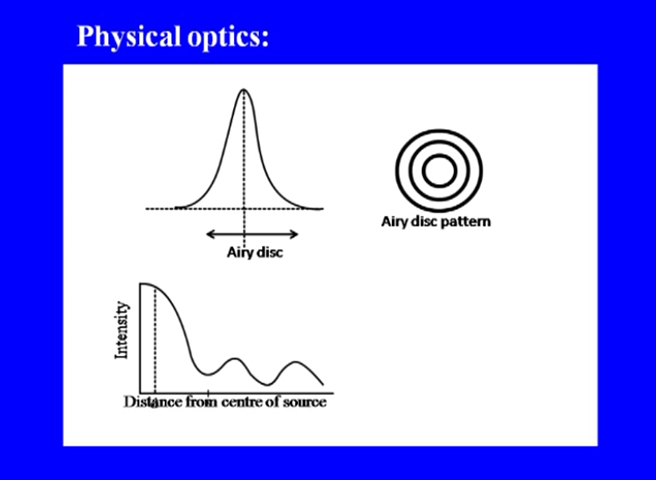 Physical optics:
Airy disc
Airy disc pattern
Intensity
Distance from centre of source